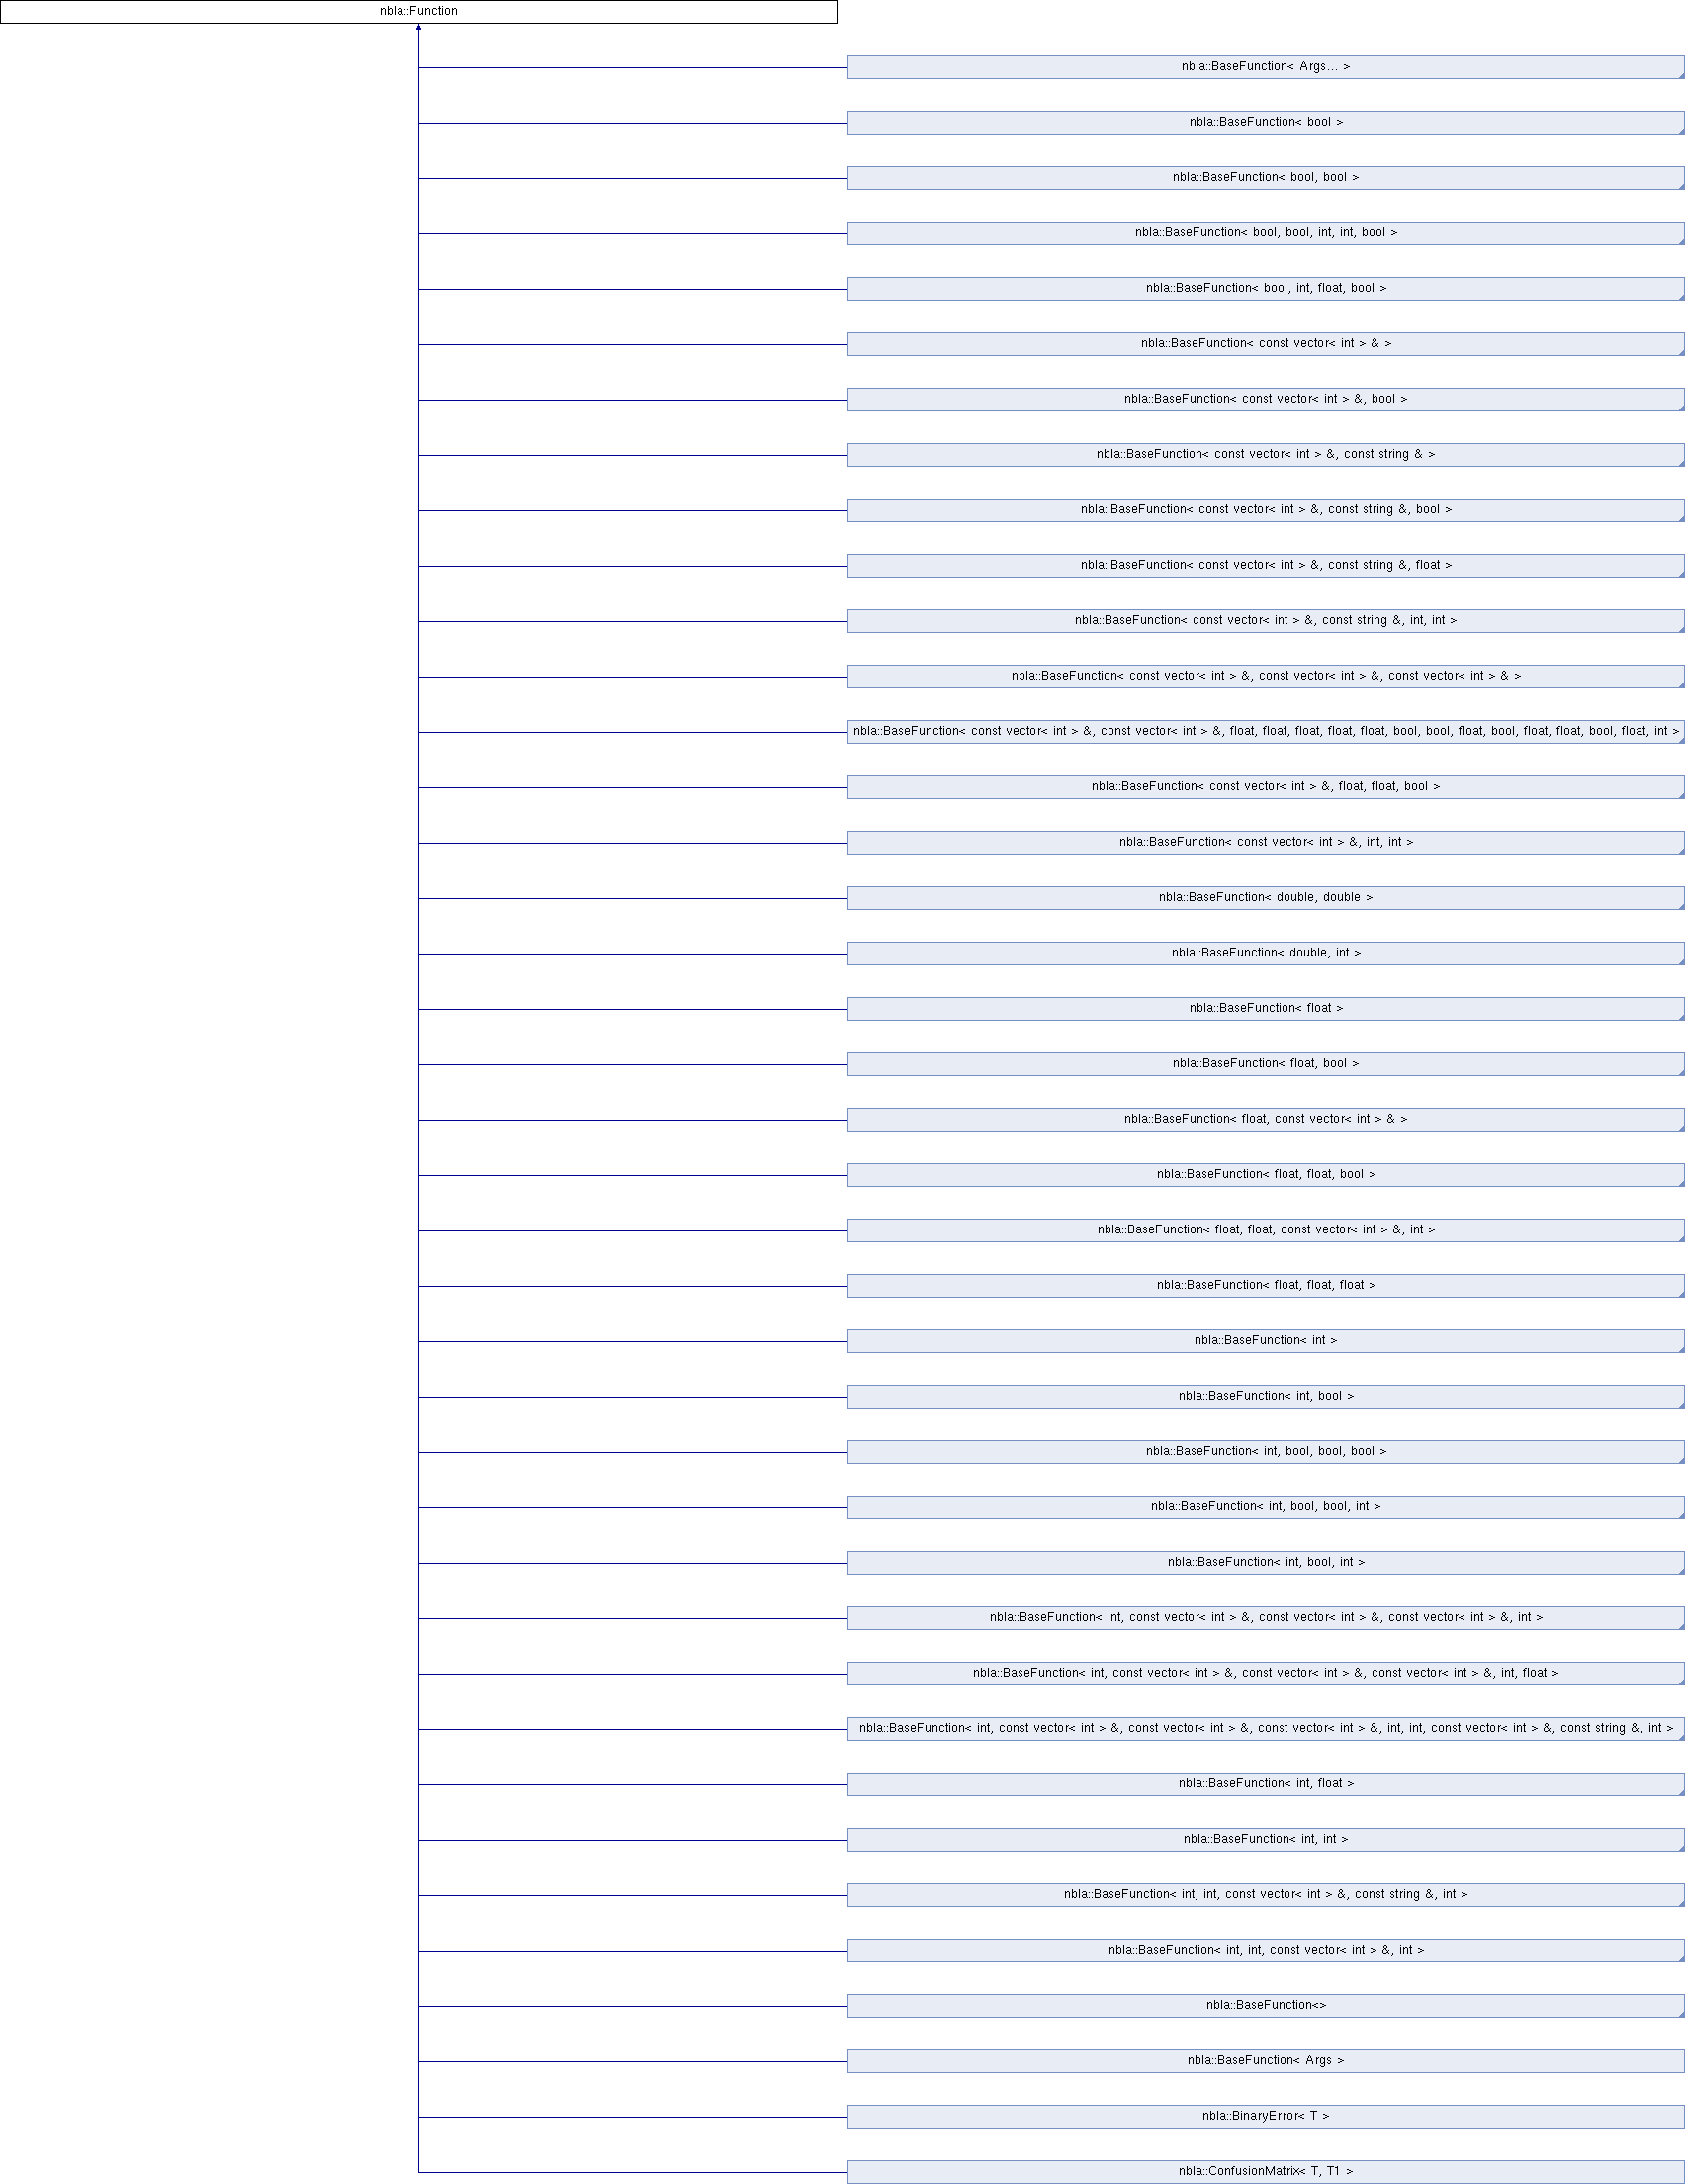 nbla::Function
nbla::BaseFunction< Args... >
nbla::BaseFunction< bool >
nbla::BaseFunction< bool, bool >
nbla::BaseFunction< bool, bool, int, int, bool >
nbla::BaseFunction< bool, int, float, bool >
nbla::BaseFunction< const vector< int > & >
nbla::BaseFunction< const vector< int > &, bool >
nbla::BaseFunction< const vector< int > &, const string & >
nbla::BaseFunction< const vector< int > &, const string &, bool >
nbla::BaseFunction< const vector< int > &, const string &, float >
nbla::BaseFunction< const vector< int > &, const string &, int, int >
nbla::BaseFunction< const vector< int > &, const vector< int > &, const vector< int > & >
nbla::BaseFunction< const vector< int > &, const vector< int > &, float, float, float, float, float, bool, bool, float, bool, float, float, bool, float, int >
nbla::BaseFunction< const vector< int > &, float, float, bool >
nbla::BaseFunction< const vector< int > &, int, int >
nbla::BaseFunction< double, double >
nbla::BaseFunction< double, int >
nbla::BaseFunction< float >
nbla::BaseFunction< float, bool >
nbla::BaseFunction< float, const vector< int > & >
nbla::BaseFunction< float, float, bool >
nbla::BaseFunction< float, float, const vector< int > &, int >
nbla::BaseFunction< float, float, float >
nbla::BaseFunction< int >
nbla::BaseFunction< int, bool >
nbla::BaseFunction< int, bool, bool, bool >
nbla::BaseFunction< int, bool, bool, int >
nbla::BaseFunction< int, bool, int >
nbla::BaseFunction< int, const vector< int > &, const vector< int > &, const vector< int > &, int >
nbla::BaseFunction< int, const vector< int > &, const vector< int > &, const vector< int > &, int, float >
nbla::BaseFunction< int, const vector< int > &, const vector< int > &, const vector< int > &, int, int, const vector< int > &, const string &, int >
nbla::BaseFunction< int, float >
nbla::BaseFunction< int, int >
nbla::BaseFunction< int, int, const vector< int > &, const string &, int >
nbla::BaseFunction< int, int, const vector< int > &, int >
nbla::BaseFunction<>
nbla::BaseFunction< Args >
nbla::BinaryError< T >
nbla::ConfusionMatrix< T, T1 >